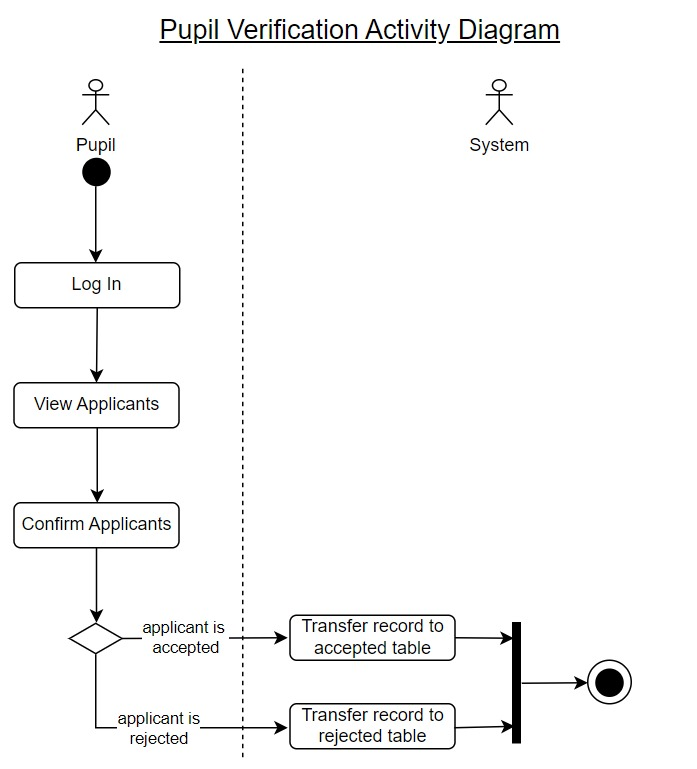 Pupil Verification Activity Diagram
Pupil
System
Log In
View Applicants
Confirm Applicants
applicant is
accepted
Transfer record to
accepted table
applicant is
rejected
Transfer record to
rejected table